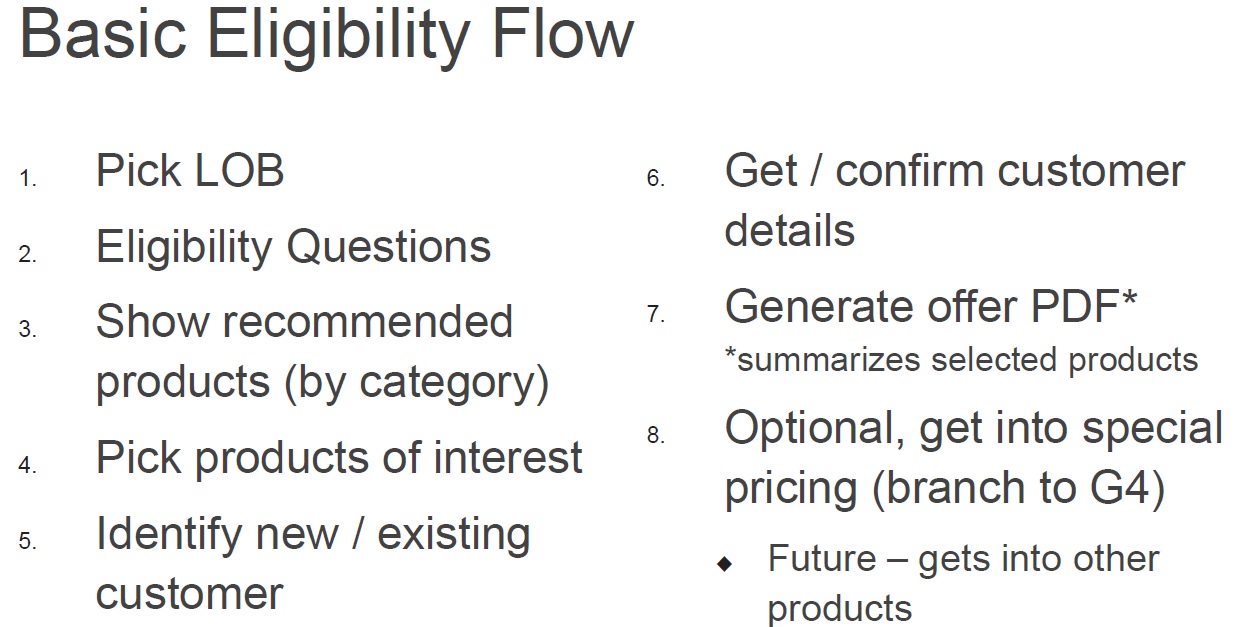 Basic Eligibility Flow
1. Pick LOB
2. Eligibility Questions
3. Show recommended
products (by category)
4. Pick products of interest
5. Identify new / existing
customer
6. Get / confirm customer
details
7. Generate offer PDF*
*summarizes selected products
8. Optional, get into special
pricing (branch to G4)
◆ Future – gets into other
products